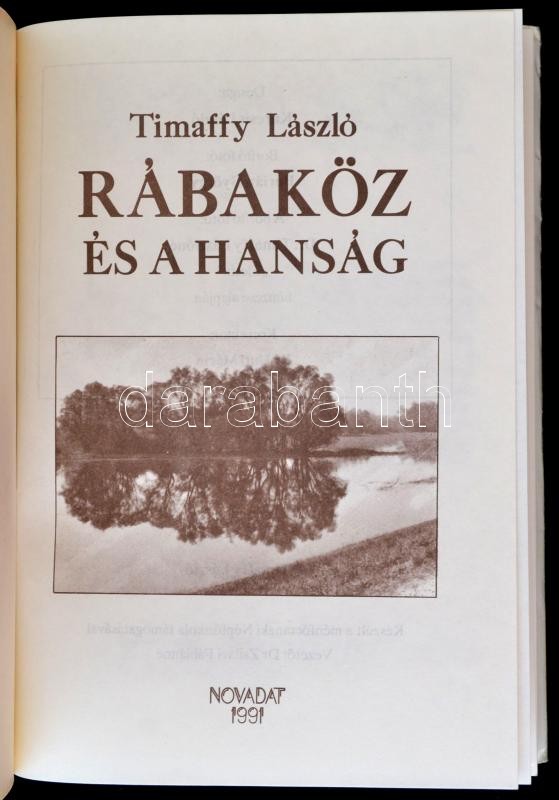 Timaffy László
RÁBAKÖZ
ÉS A HANSÁG
darabanth
NOVADAT
1991